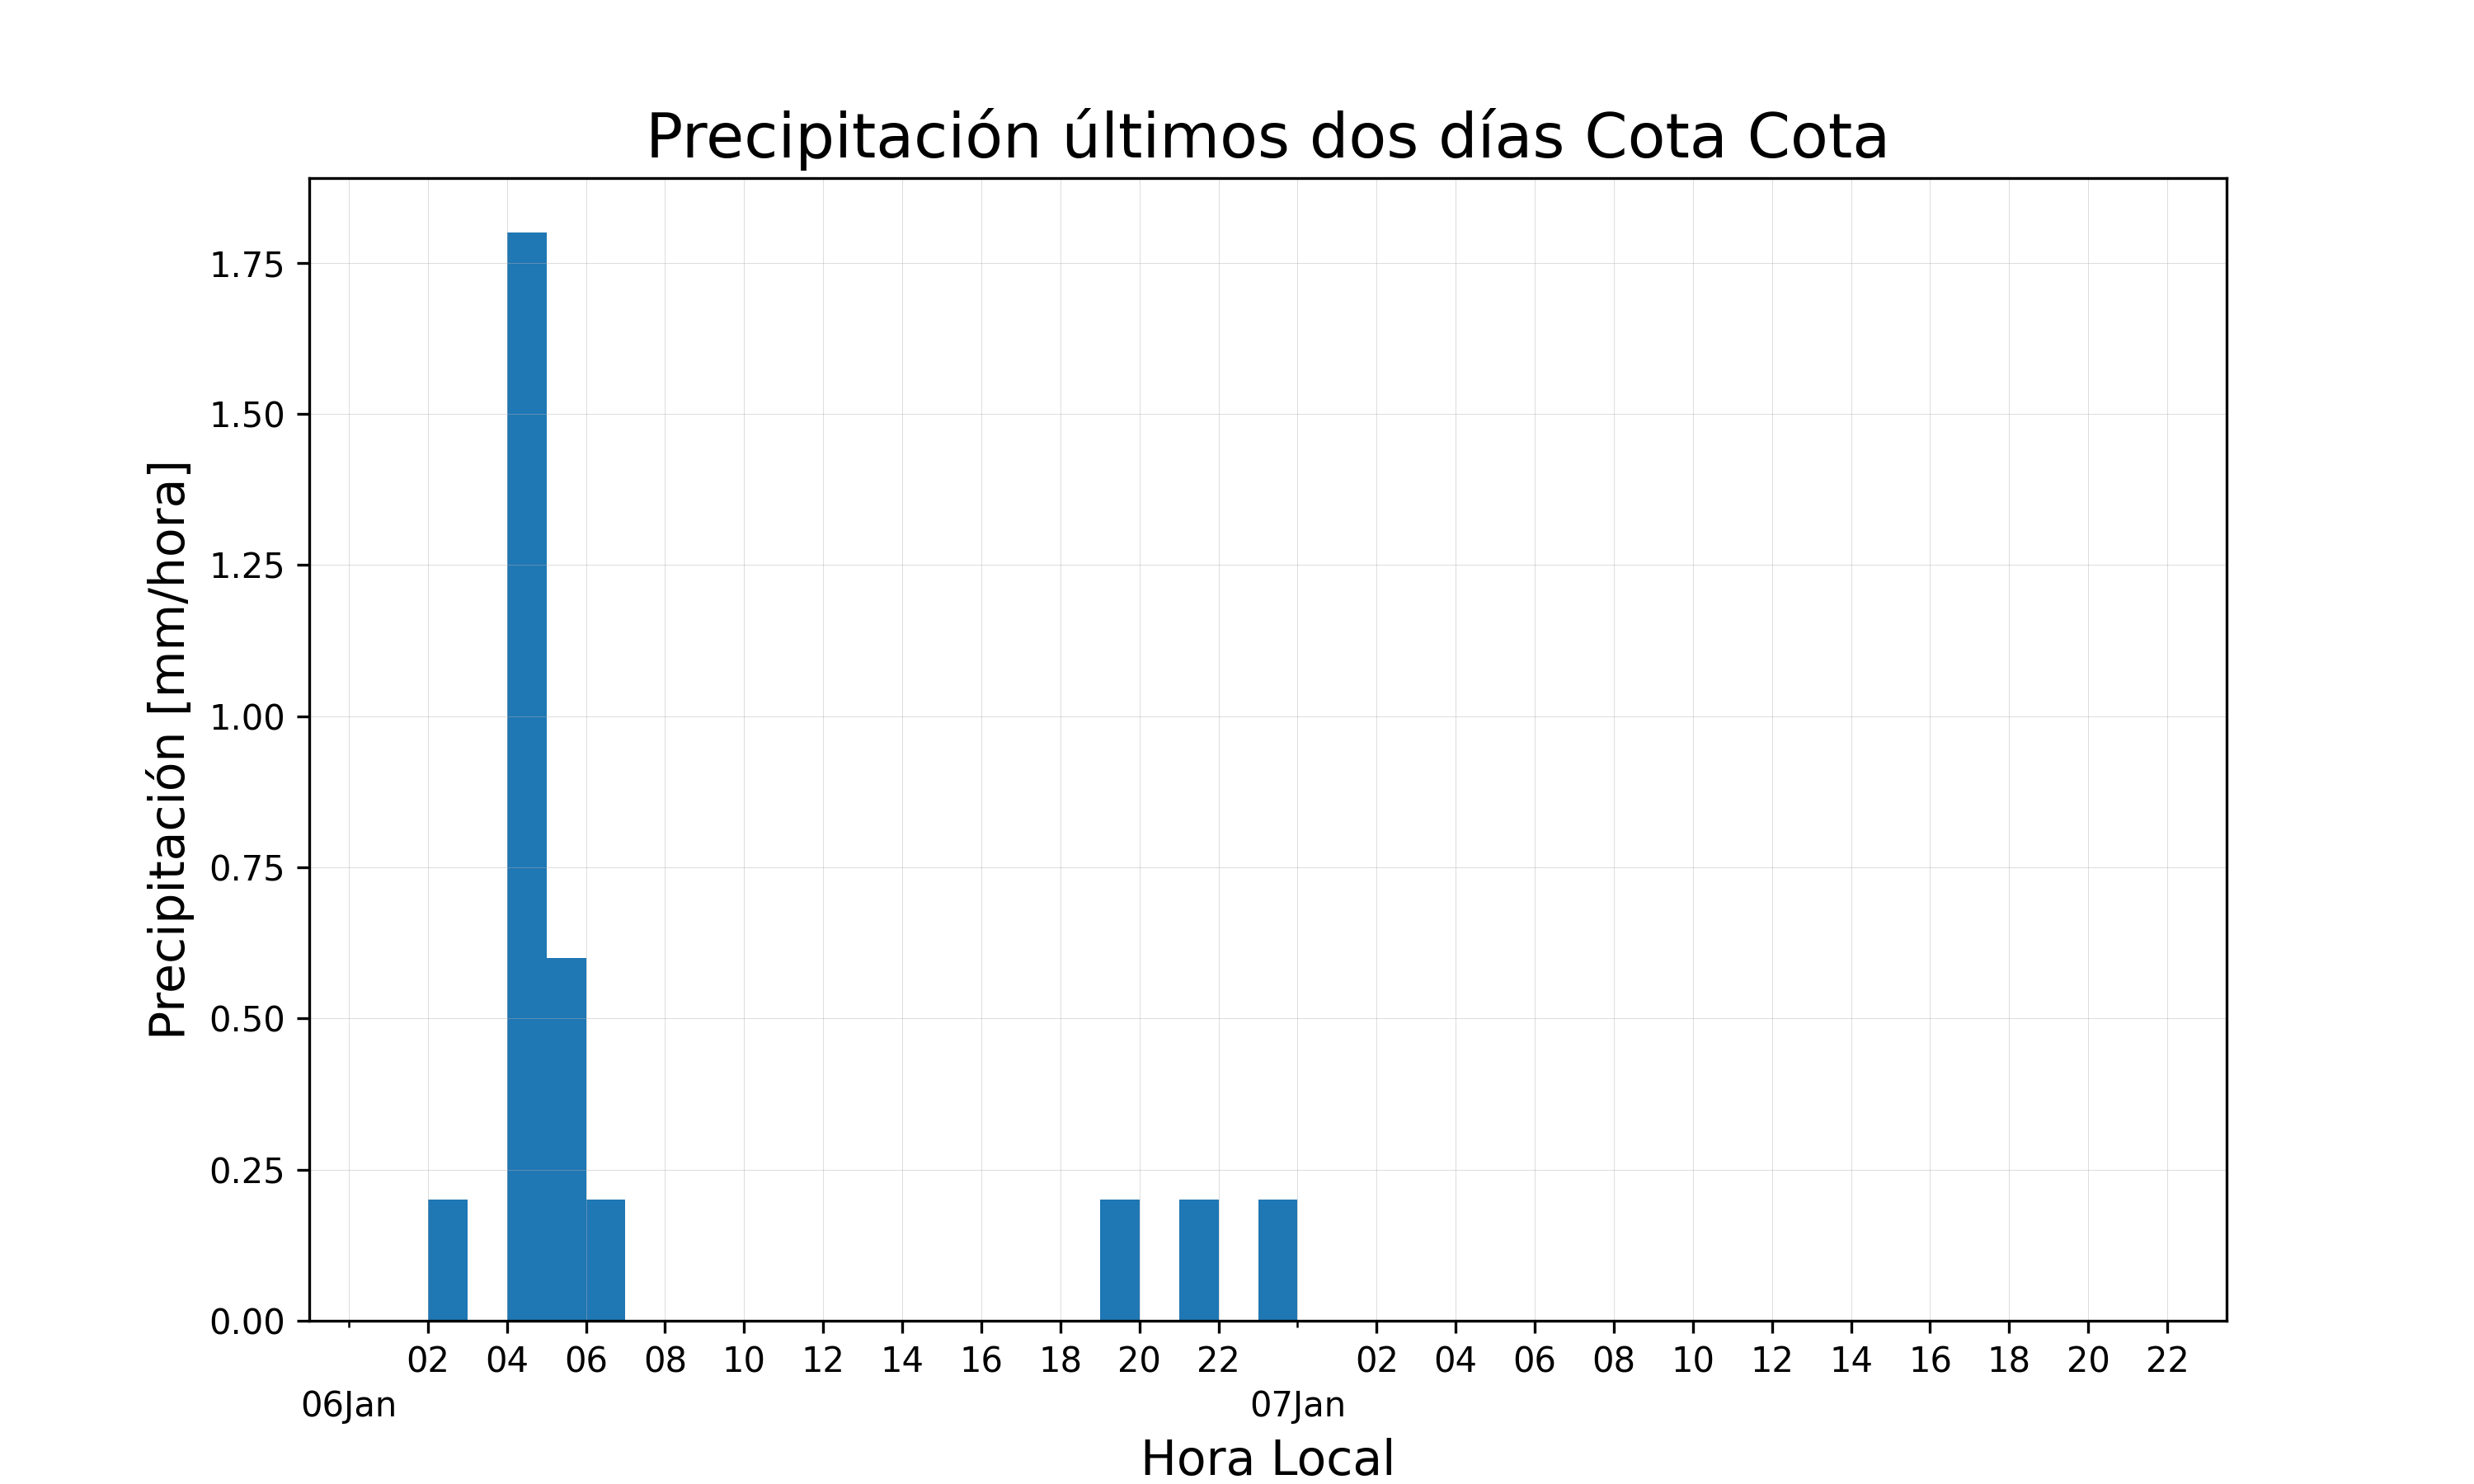 Precipitación últimos dos días Cota Cota
Precipitación [mm/hora]
1.75
1.50
1.25
1.00
0.75
0.50
0.25
0.00
02 04 06 08 10 12 14 16 18 20 22 02 04 06 08 10 12 14 16 18 20 22
06Jan 07Jan
Hora Local